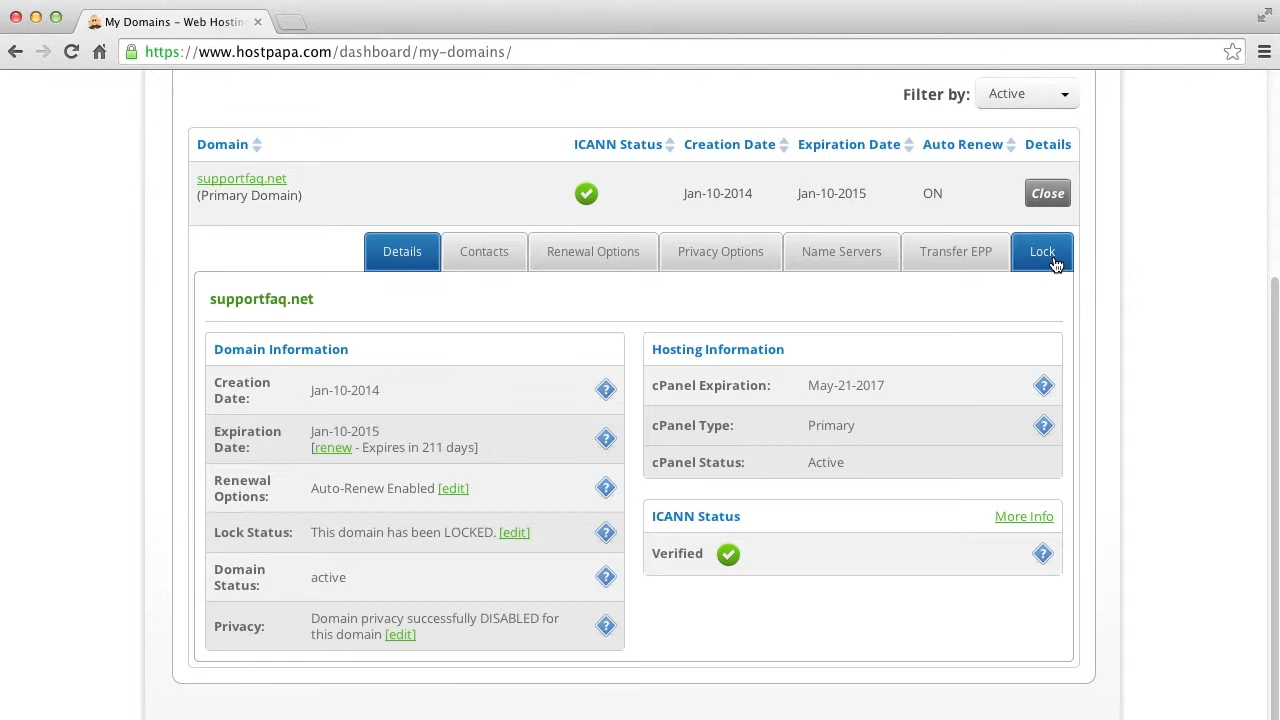 My Domains – Web Hostin
https://www.hostpapa.com/dashboard/my-domains/
Filter by: Active
Domain ICANN Status Creation Date Expiration Date Auto Renew Details
supportfaq.net
(Primary Domain) Jan-10-2014 Jan-10-2015 ON Close
Details Contacts Renewal Options Privacy Options Name Servers Transfer EPP Lock
supportfaq.net
Domain Information
Creation
Date: Jan-10-2014 ?
Expiration
Date: Jan-10-2015
[renew - Expires in 211 days] ?
Renewal
Options: Auto-Renew Enabled [edit] ?
Lock Status: This domain has been LOCKED. [edit] ?
Domain
Status: active ?
Privacy: Domain privacy successfully DISABLED for
this domain [edit] ?
Hosting Information
cPanel Expiration: May-21-2017 ?
cPanel Type: Primary ?
cPanel Status: Active
ICANN Status More Info
Verified ?